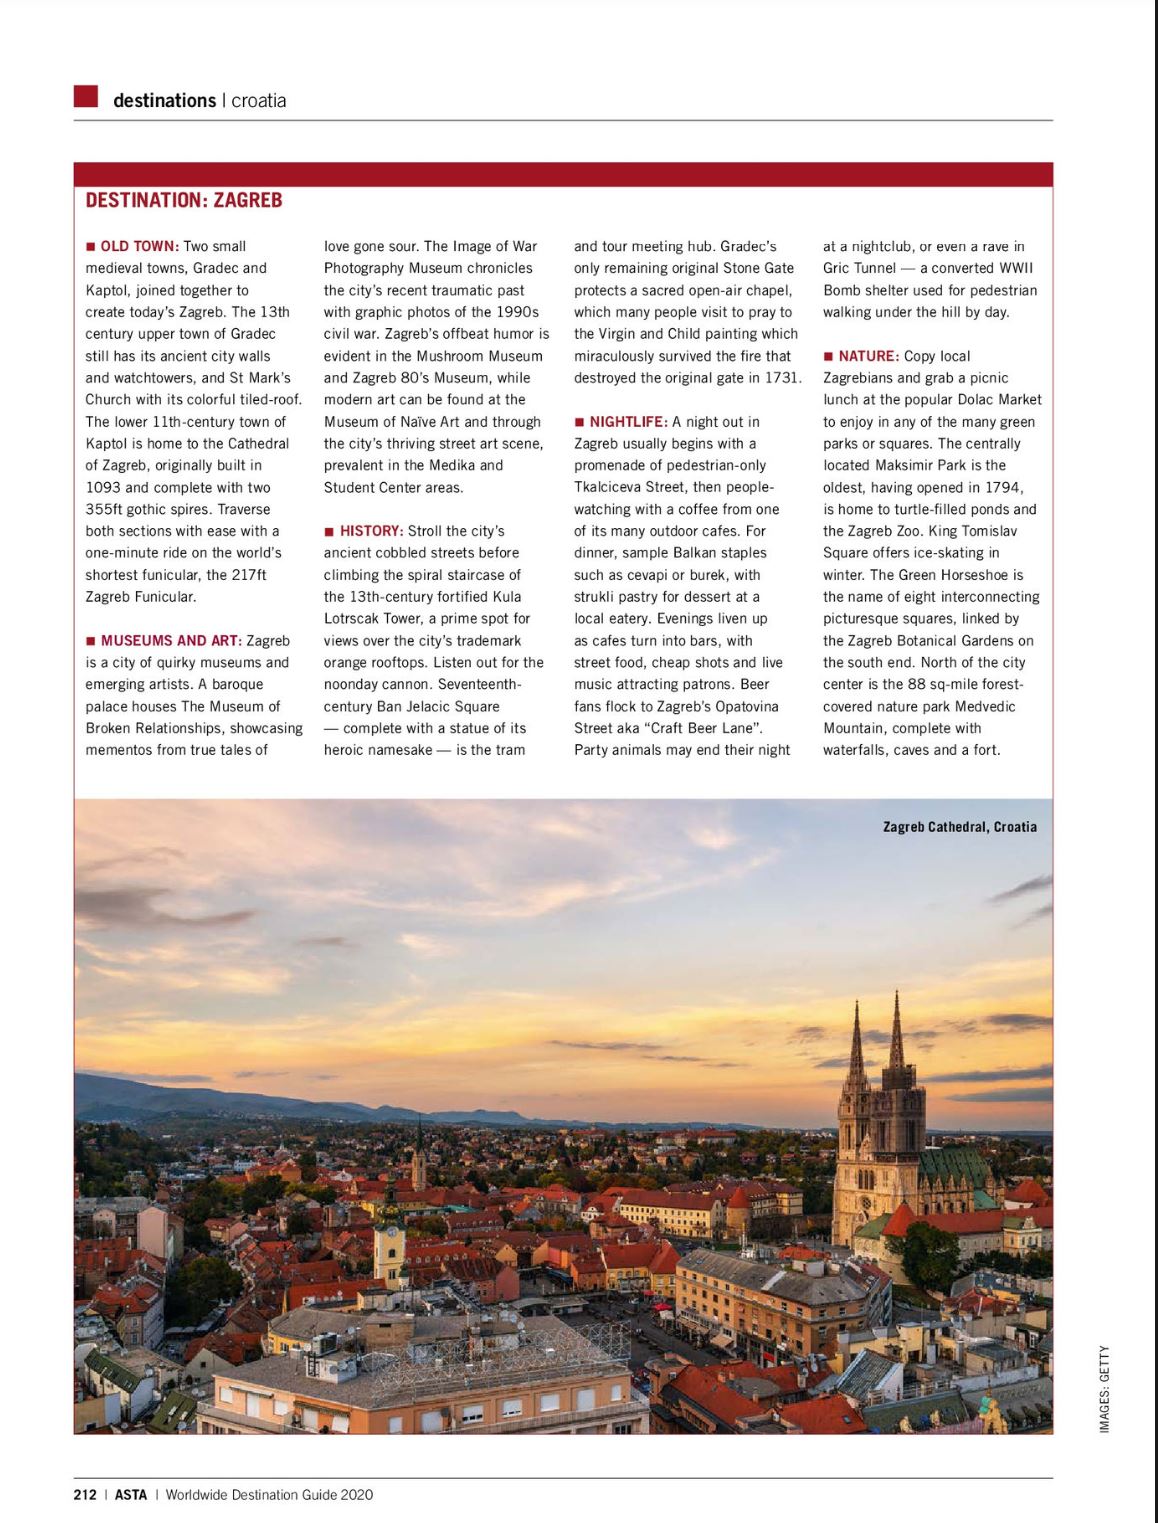 destinations | croatia
DESTINATION: ZAGREB
■ OLD TOWN: Two small
medieval towns, Gradec and
Kaptol, joined together to
create today’s Zagreb. The 13th
century upper town of Gradec
still has its ancient city walls
and watchtowers, and St Mark’s
Church with its colorful tiled-roof.
The lower 11th-century town of
Kaptol is home to the Cathedral
of Zagreb, originally built in
1093 and complete with two
355ft gothic spires. Traverse
both sections with ease with a
one-minute ride on the world’s
shortest funicular, the 217ft
Zagreb Funicular.
■ MUSEUMS AND ART: Zagreb
is a city of quirky museums and
emerging artists. A baroque
palace houses The Museum of
Broken Relationships, showcasing
mementos from true tales of
love gone sour. The Image of War
Photography Museum chronicles
the city’s recent traumatic past
with graphic photos of the 1990s
civil war. Zagreb’s offbeat humor is
evident in the Mushroom Museum
and Zagreb 80’s Museum, while
modern art can be found at the
Museum of Naïve Art and through
the city’s thriving street art scene,
prevalent in the Medika and
Student Center areas.
■ HISTORY: Stroll the city’s
ancient cobbled streets before
climbing the spiral staircase of
the 13th-century fortified Kula
Lotrscak Tower, a prime spot for
views over the city’s trademark
orange rooftops. Listen out for the
noonday cannon. Seventeenth-
century Ban Jelacic Square
— complete with a statue of its
heroic namesake — is the tram
and tour meeting hub. Gradec’s
only remaining original Stone Gate
protects a sacred open-air chapel,
which many people visit to pray to
the Virgin and Child painting which
miraculously survived the fire that
destroyed the original gate in 1731.
■ NIGHTLIFE: A night out in
Zagreb usually begins with a
promenade of pedestrian-only
Tkalciceva Street, then people-
watching with a coffee from one
of its many outdoor cafes. For
dinner, sample Balkan staples
such as cevapi or burek, with
strukli pastry for dessert at a
local eatery. Evenings liven up
as cafes turn into bars, with
street food, cheap shots and live
music attracting patrons. Beer
fans flock to Zagreb’s Opatovina
Street aka “Craft Beer Lane”.
Party animals may end their night
at a nightclub, or even a rave in
Gric Tunnel — a converted WWII
Bomb shelter used for pedestrian
walking under the hill by day.
■ NATURE: Copy local
Zagrebians and grab a picnic
lunch at the popular Dolac Market
to enjoy in any of the many green
parks or squares. The centrally
located Maksimir Park is the
oldest, having opened in 1794,
is home to turtle-filled ponds and
the Zagreb Zoo. King Tomislav
Square offers ice-skating in
winter. The Green Horseshoe is
the name of eight interconnecting
picturesque squares, linked by
the Zagreb Botanical Gardens on
the south end. North of the city
center is the 88 sq-mile forest-
covered nature park Medvedic
Mountain, complete with
waterfalls, caves and a fort.
Zagreb Cathedral, Croatia
IMAGES: GETTY
212 | ASTA | Worldwide Destination Guide 2020